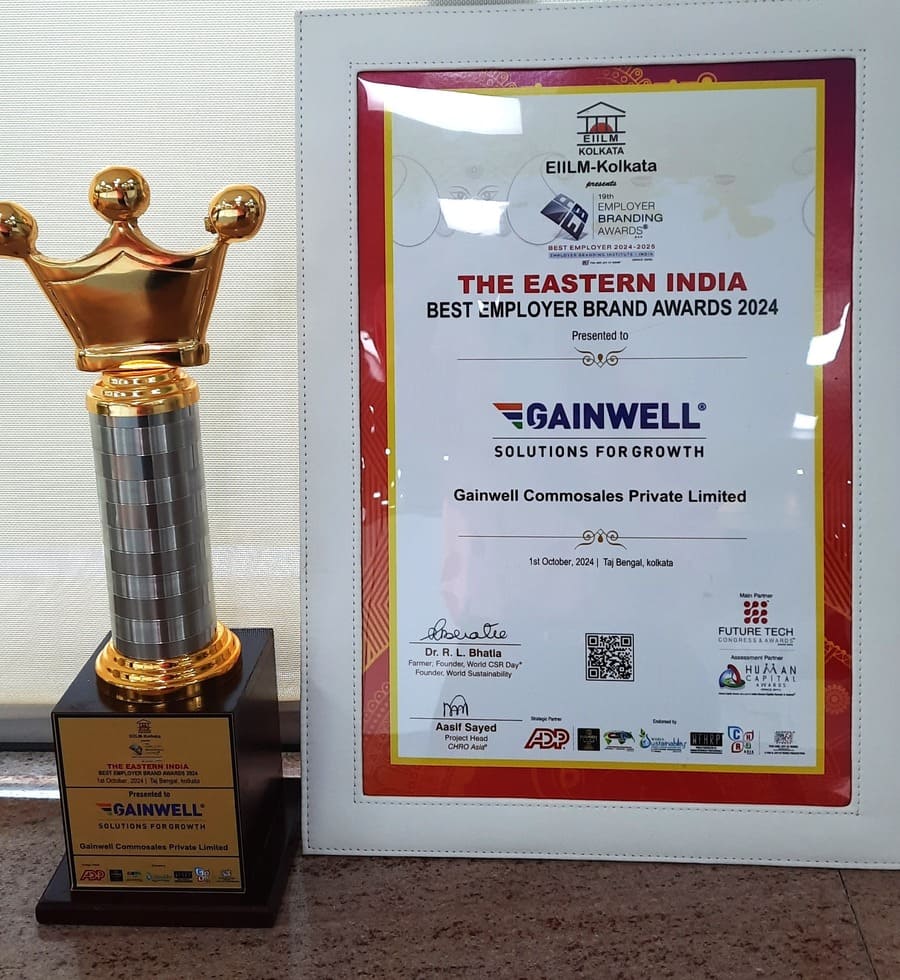 EIILM
KOLKATA
EIILM-Kolkata
presents
19th
EMPLOYER
BRANDING
AWARDS®
BEST EMPLOYER 2024-2025
EMPLOYER BRANDING INSTITUTE - INDIA
THE EASTERN INDIA
BEST EMPLOYER BRAND AWARDS 2024
Presented to
GAINWELL®
SOLUTIONS FOR GROWTH
Gainwell Commosales Private Limited
1st October, 2024 | Taj Bengal, kolkata
Dr. R. L. Bhatia
Farmer, Founder, World CSR Day®
Founder, World Sustainability
Aasif Sayed
Project Head
CHRO Asia®
Main Partner
FUTURE TECH
CONGRESS & AWARDS
Assessment Partner
HUMAN
CAPITAL
AWARDS
Strategic Partner
ADP
Endorsed by
Sustainability
EIILM-Kolkata
THE EASTERN INDIA
BEST EMPLOYER BRAND AWARDS 2024
1st October, 2024 | Taj Bengal, kolkata
Presented to
GAINWELL®
SOLUTIONS FOR GROWTH
Gainwell Commosales Private Limited
ADP